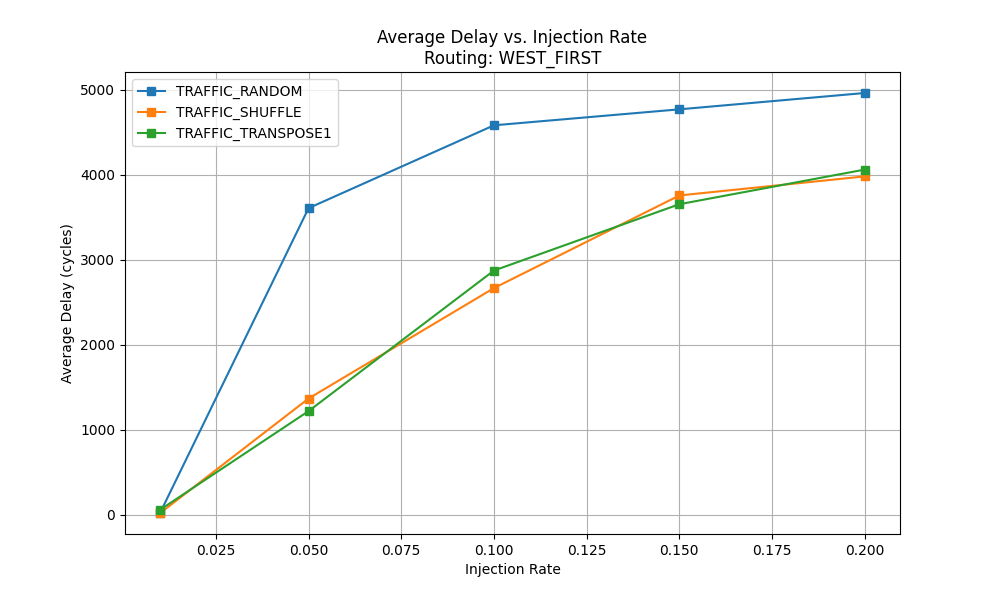 Average Delay vs. Injection Rate
Routing: WEST_FIRST
TRAFFIC_RANDOM
TRAFFIC_SHUFFLE
TRAFFIC_TRANSPOSE1
Average Delay (cycles)
5000
4000
3000
2000
1000
0
0.025 0.050 0.075 0.100 0.125 0.150 0.175 0.200
Injection Rate